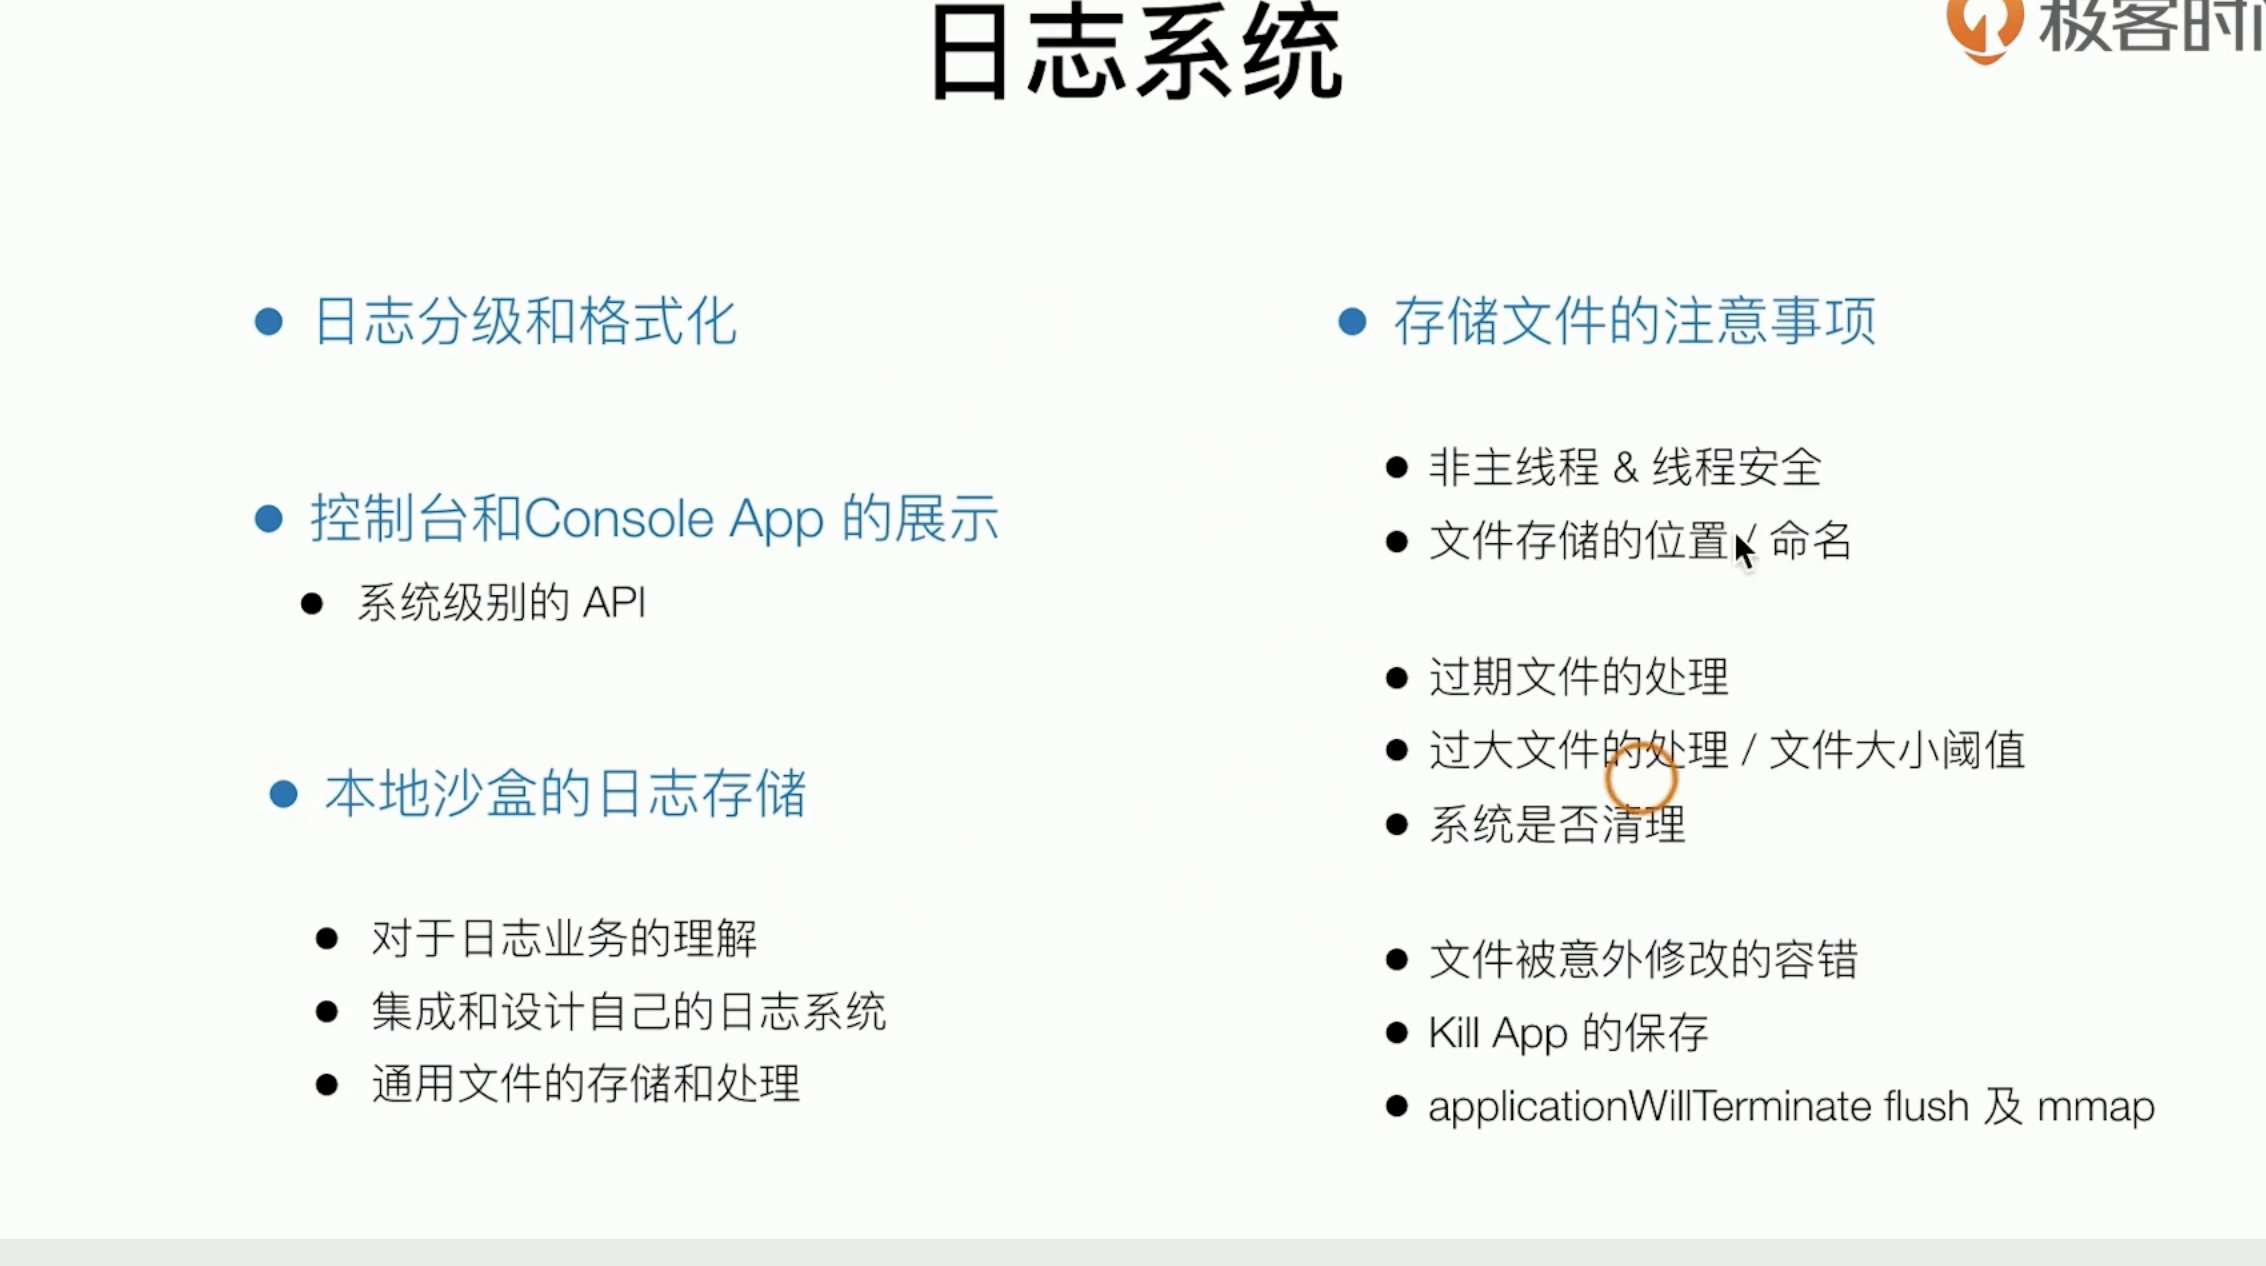 日志系统
极客时
日志分级和格式化
控制台和Console App 的展示
系统级别的 API
本地沙盒的日志存储
对于日志业务的理解
集成和设计自己的日志系统
通用文件的存储和处理
存储文件的注意事项
非主线程 & 线程安全
文件存储的位置 / 命名
过期文件的处理
过大文件的处理 / 文件大小阈值
系统是否清理
文件被意外修改的容错
Kill App 的保存
applicationWillTerminate flush 及 mmap